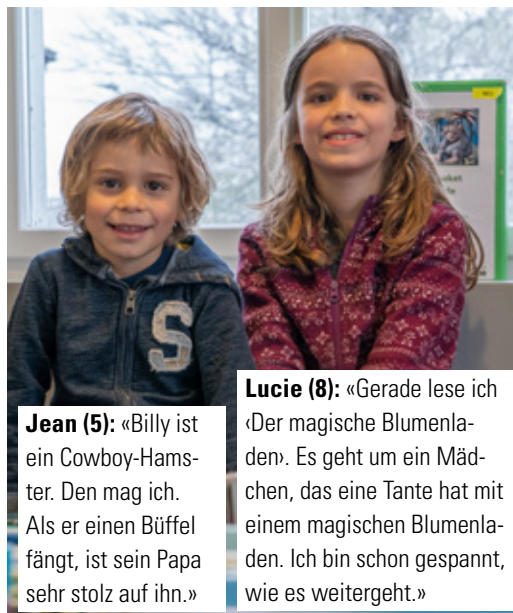 S
Jean (5): «Billy ist
ein Cowboy-Hams-
ter. Den mag ich.
Als er einen Büffel
fängt, ist sein Papa
sehr stolz auf ihn.»
Lucie (8): «Gerade lese ich
‹Der magische Blumenla-
den›. Es geht um ein Mäd-
chen, das eine Tante hat mit
einem magischen Blumenla-
den. Ich bin schon gespannt,
wie es weitergeht.»